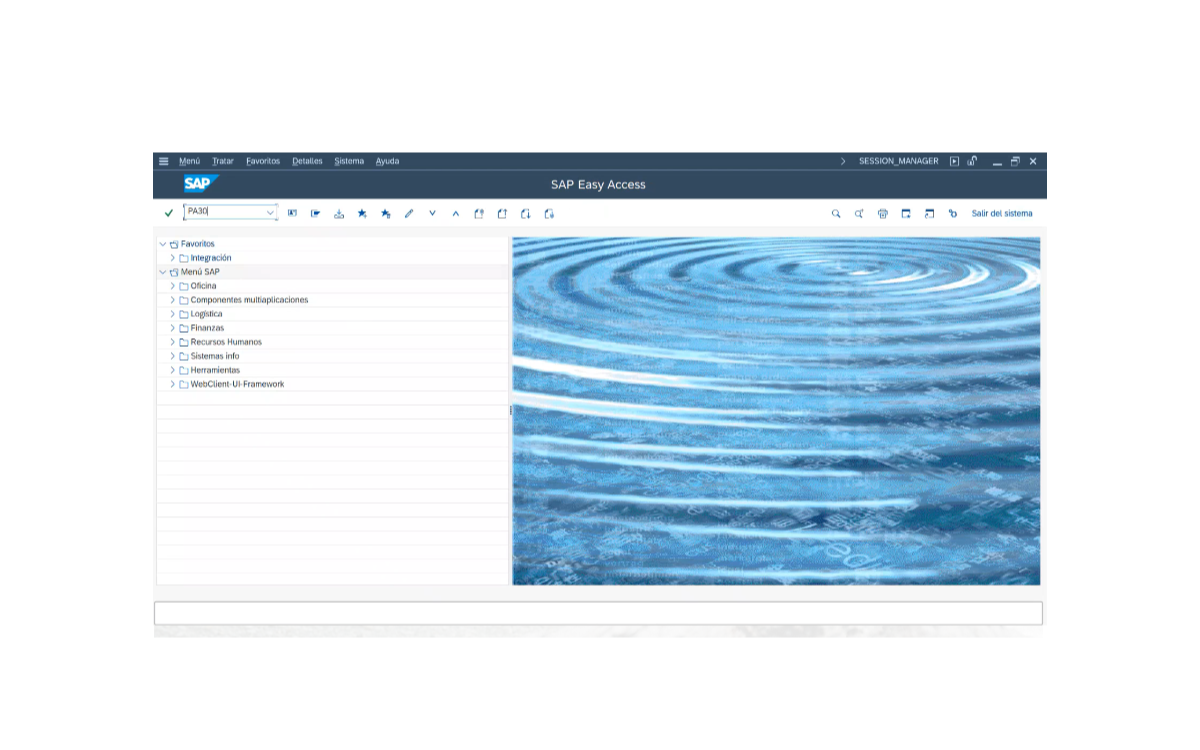 Menú Tratar Favoritos Detalles Sistema Ayuda SESSION_MANAGER
SAP SAP Easy Access
PA30 Salir del sistema
Favoritos
Integración
Menú SAP
Oficina
Componentes multiaplicaciones
Logística
Finanzas
Recursos Humanos
Sistemas info
Herramientas
WebClient-UI-Framework